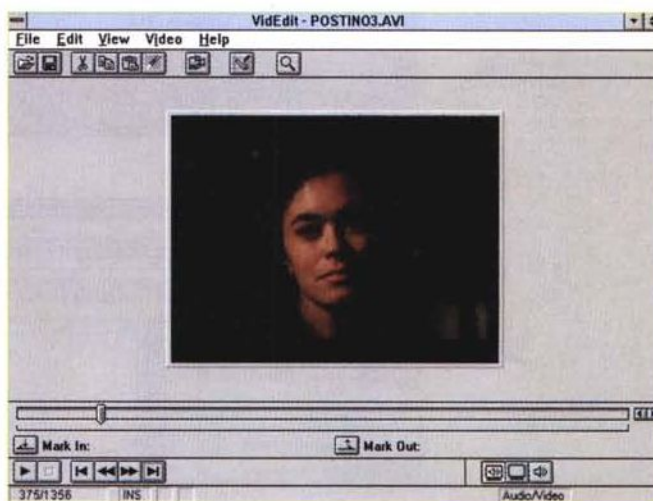 VidEdit - POSTINO3.AVI
File Edit View Video Help
Mark In: Mark Out:
375/1356 INS Audio/Video